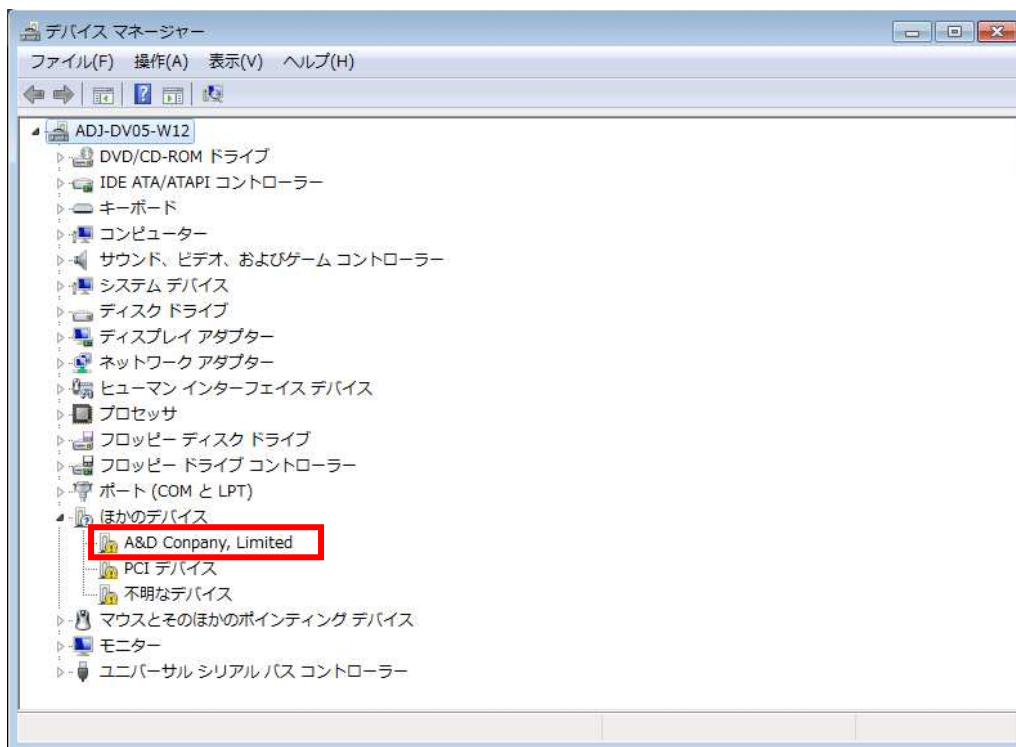 デバイス マネージャー
ファイル(F) 操作(A) 表示(V) ヘルプ(H)
ADJ-DV05-W12
DVD/CD-ROM ドライブ
IDE ATA/ATAPI コントローラー
キーボード
コンピューター
サウンド、ビデオ、およびゲーム コントローラー
システム デバイス
ディスク ドライブ
ディスプレイ アダプター
ネットワーク アダプター
ヒューマン インターフェイス デバイス
プロセッサ
フロッピー ディスク ドライブ
フロッピー ドライブ コントローラー
ポート (COM と LPT)
ほかのデバイス
A&D Conpany, Limited
PCI デバイス
不明なデバイス
マウスとそのほかのポインティング デバイス
モニター
ユニバーサル シリアル バス コントローラー